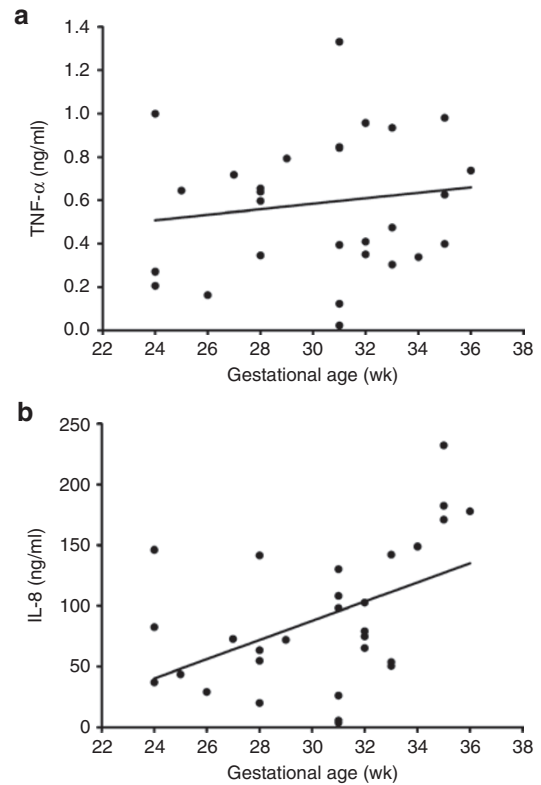 a
1.4
1.2
1.0
0.8
0.6
0.4
0.2
0.0
TNF-α (ng/ml)
22 24 26 28 30 32 34 36 38
Gestational age (wk)
b
250
200
150
100
50
0
IL-8 (ng/ml)
22 24 26 28 30 32 34 36 38
Gestational age (wk)